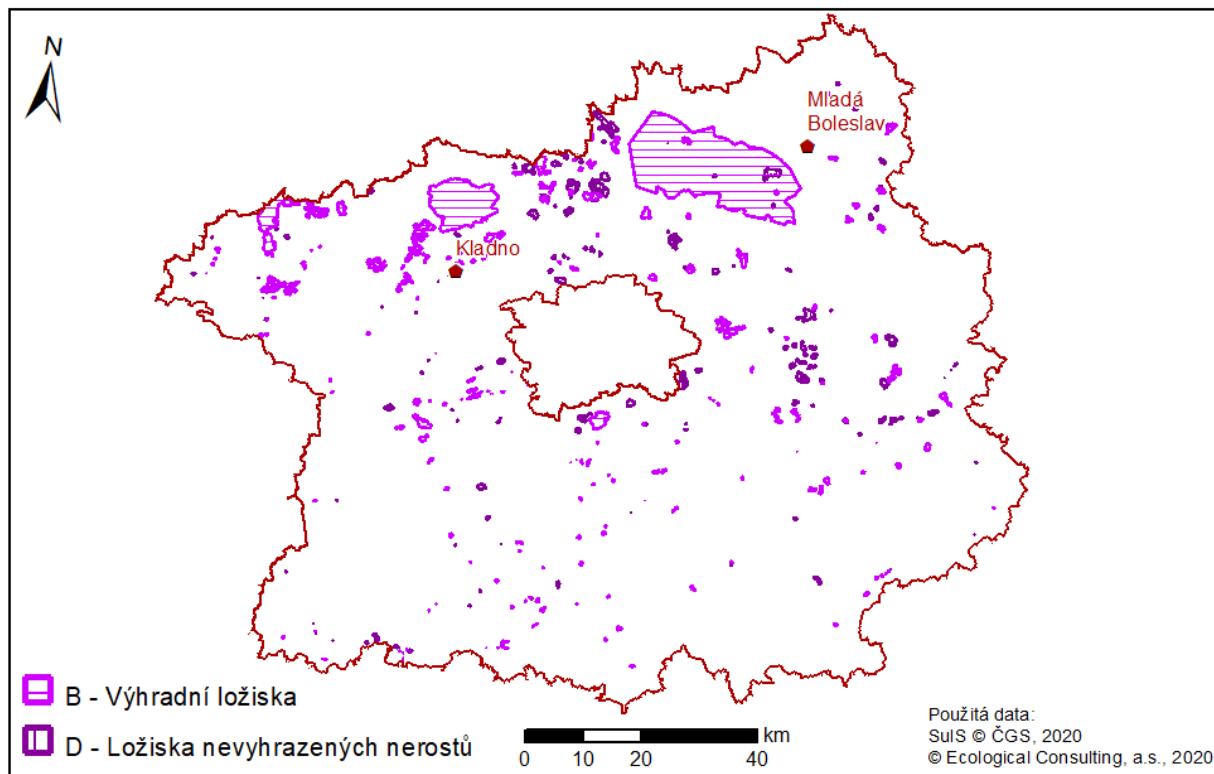 N
Mladá
Boleslav
Kladno
B - Výhradní ložiska
D - Ložiska nevyhrazených nerostů
km
0 10 20 40
Použitá data:
SuIS © ČGS, 2020
© Ecological Consulting, a.s., 2020